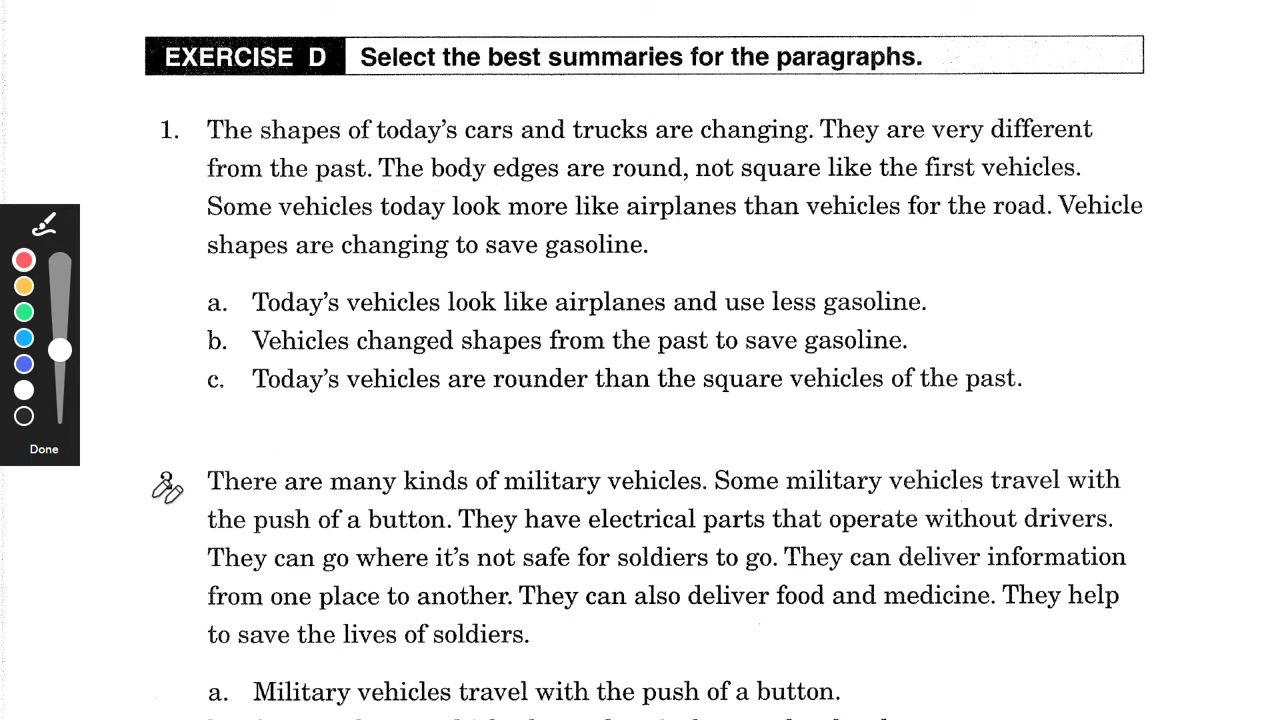 EXERCISE D Select the best summaries for the paragraphs.
1. The shapes of today's cars and trucks are changing. They are very different
from the past. The body edges are round, not square like the first vehicles.
Some vehicles today look more like airplanes than vehicles for the road. Vehicle
shapes are changing to save gasoline.
a. Today's vehicles look like airplanes and use less gasoline.
b. Vehicles changed shapes from the past to save gasoline.
c. Today's vehicles are rounder than the square vehicles of the past.
Done
There are many kinds of military vehicles. Some military vehicles travel with
the push of a button. They have electrical parts that operate without drivers.
They can go where it's not safe for soldiers to go. They can deliver information
from one place to another. They can also deliver food and medicine. They help
to save the lives of soldiers.
a. Military vehicles travel with the push of a button.